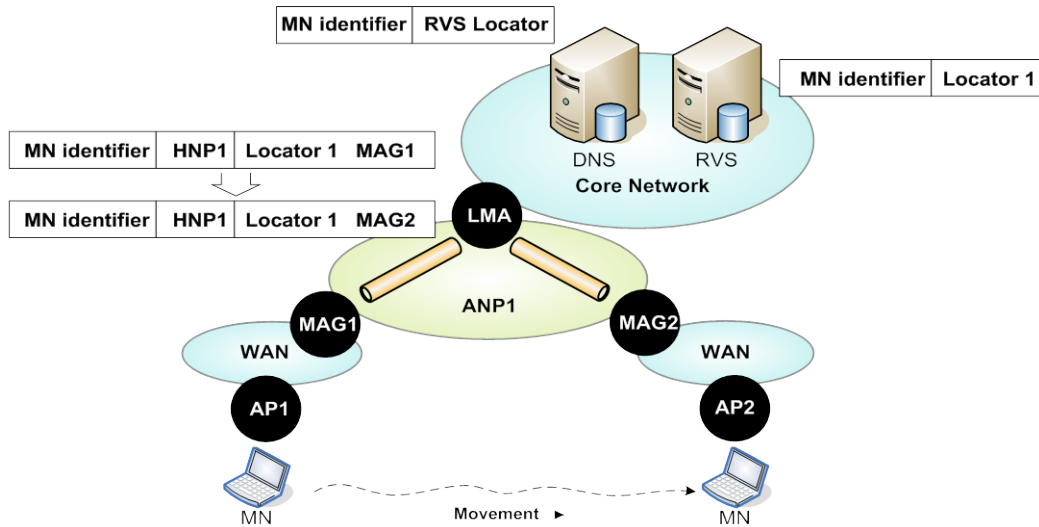 MN identifier RVS Locator
MN identifier Locator 1
MN identifier HNP1 Locator 1 MAG1
DNS RVS
Core Network
MN identifier HNP1 Locator 1 MAG2
LMA
ANP1
MAG1 MAG2
WAN WAN
AP1 AP2
MN MN
Movement